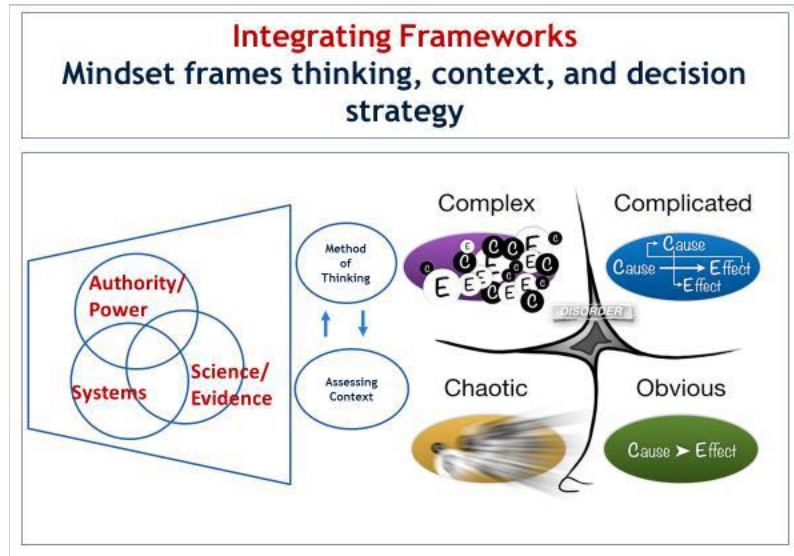 Integrating Frameworks
Mindset frames thinking, context, and decision
strategy
Authority/
Power
Systems
Science/
Evidence
Method
of
Thinking
Assessing
Context
Complex
E C C E C
C E E C E C
E E C E E C
C
Complicated
Cause
Cause Effect
Effect
DISORDER
Chaotic
Obvious
Cause ➤ Effect